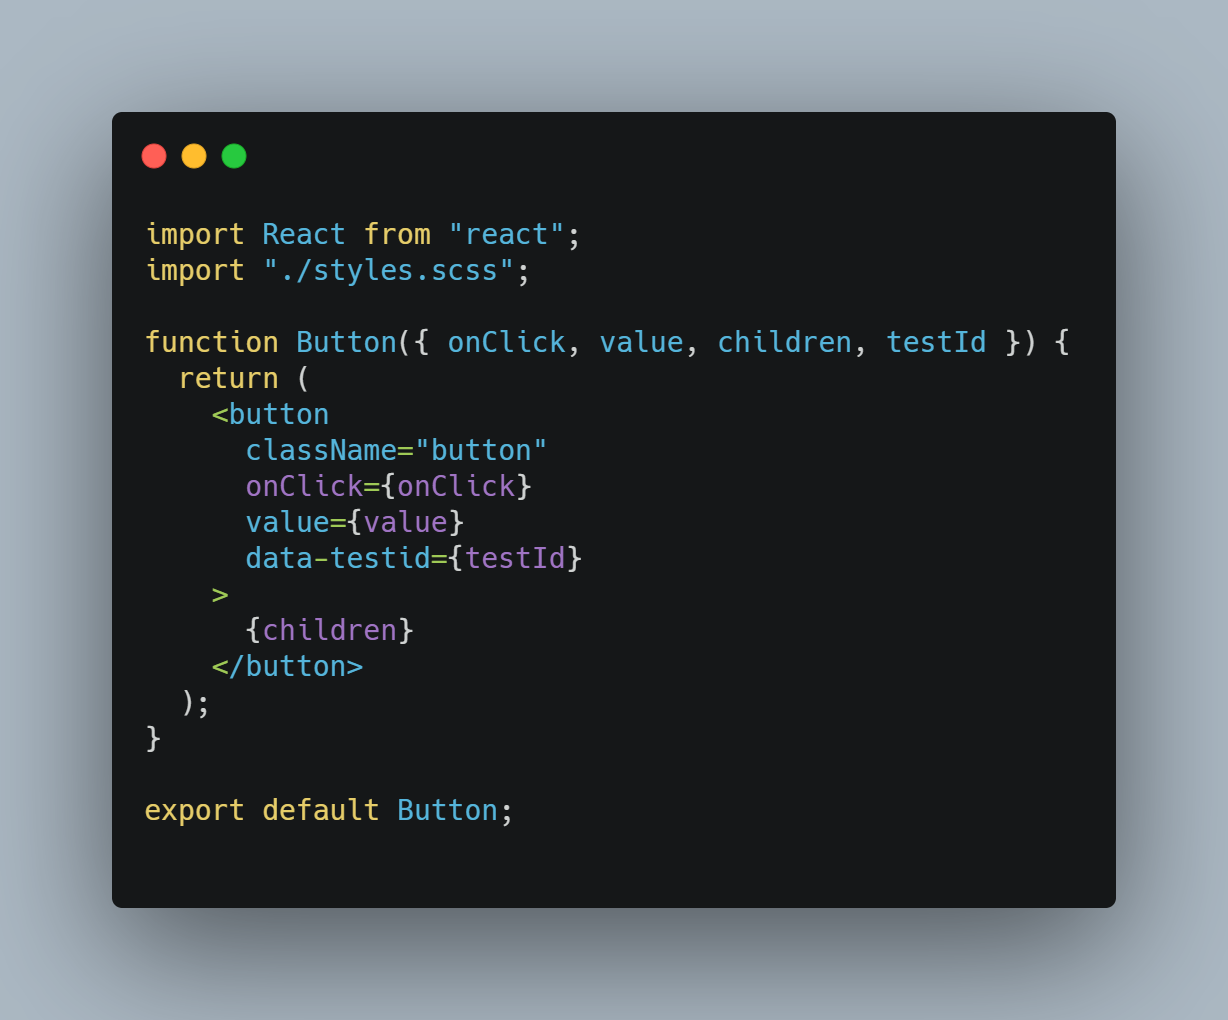 import React from "react";
import "./styles.scss";

function Button({ onClick, value, children, testId }) {
  return (
    <button
      className="button"
      onClick={onClick}
      value={value}
      data-testid={testId}
    >
      {children}
    </button>
  );
}

export default Button;